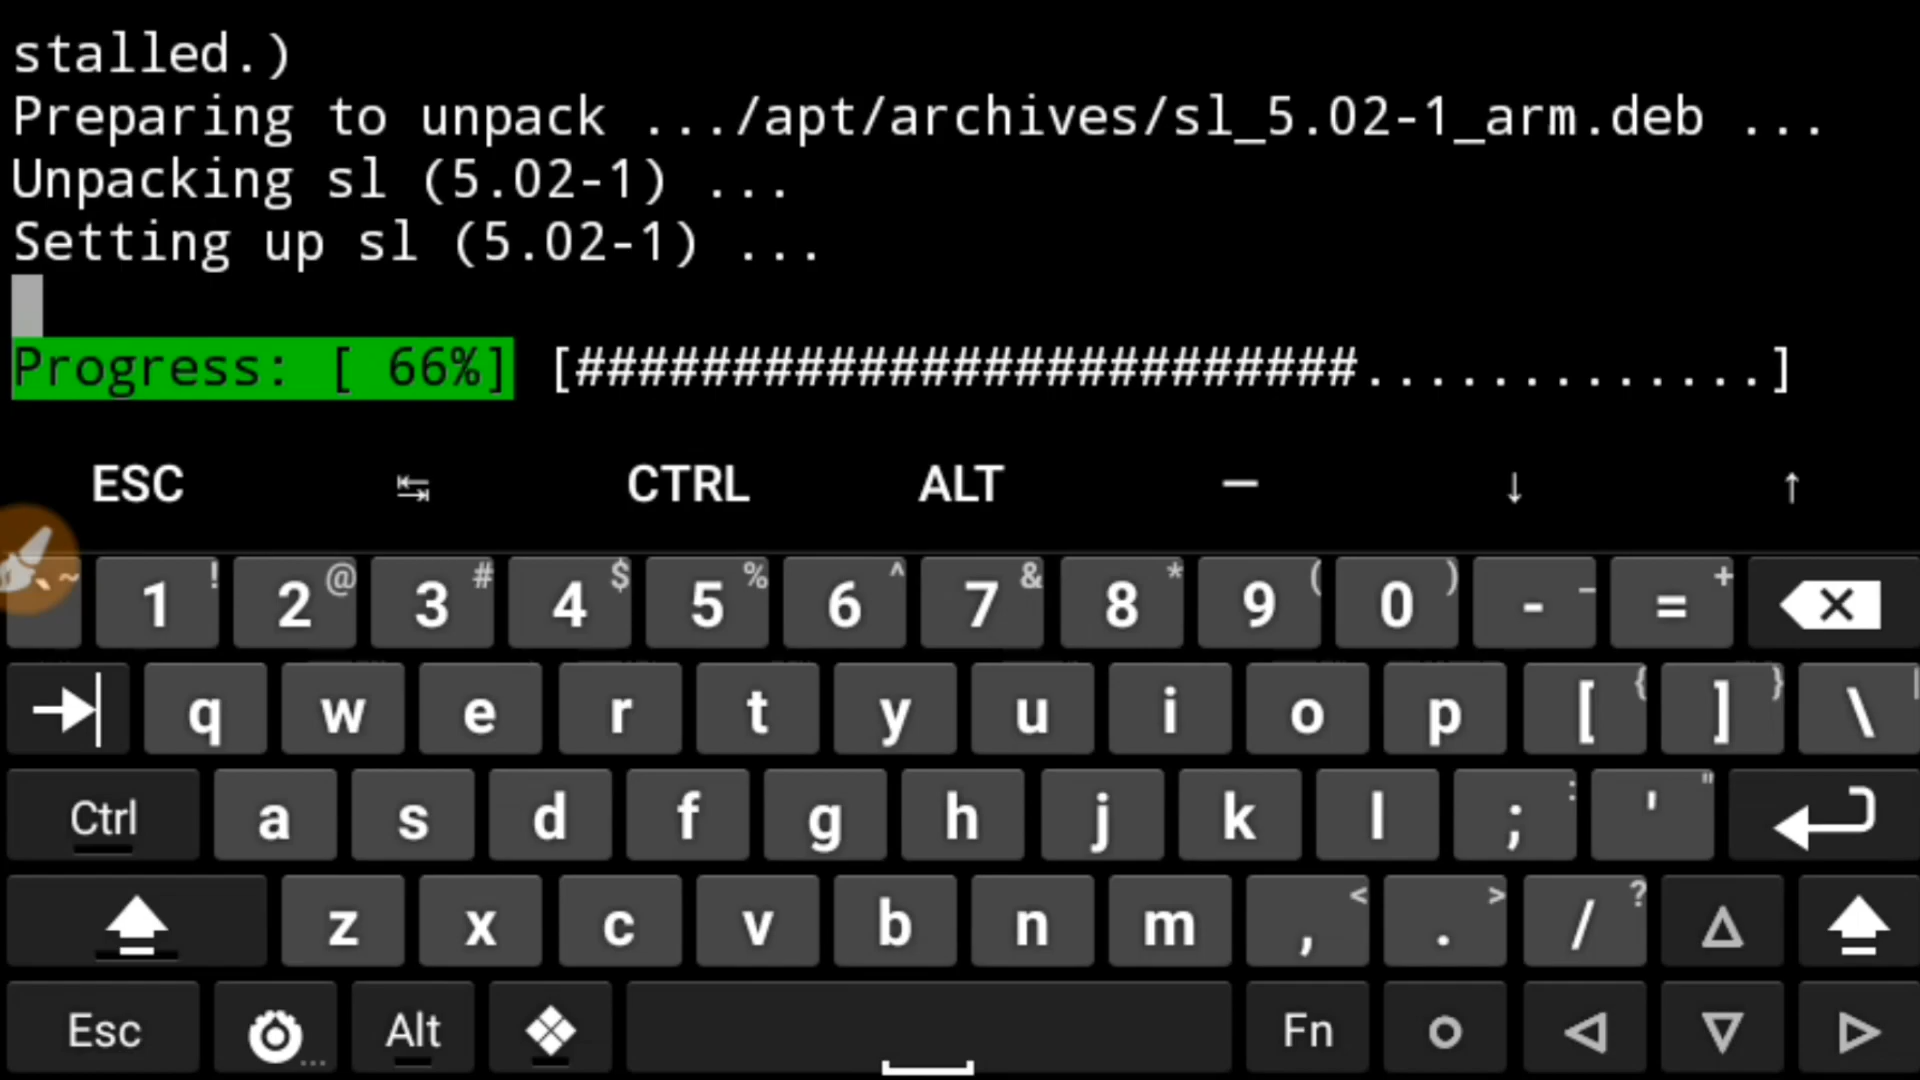 stalled.)
Preparing to unpack .../apt/archives/sl_5.02-1_arm.deb ...
Unpacking sl (5.02-1) ...
Setting up sl (5.02-1) ...
Progress: [ 66%] [#########################.............]
ESC ↹ CTRL ALT — ↓ ↑
` ~ 1 ! 2 @ 3 # 4 $ 5 % 6 ^ 7 & 8 * 9 ( 0 ) - _ = +
q w e r t y u i o p [ { ] } \ |
Ctrl a s d f g h j k l ; : ' "
z x c v b n m , < . > / ?
Esc Alt Fn